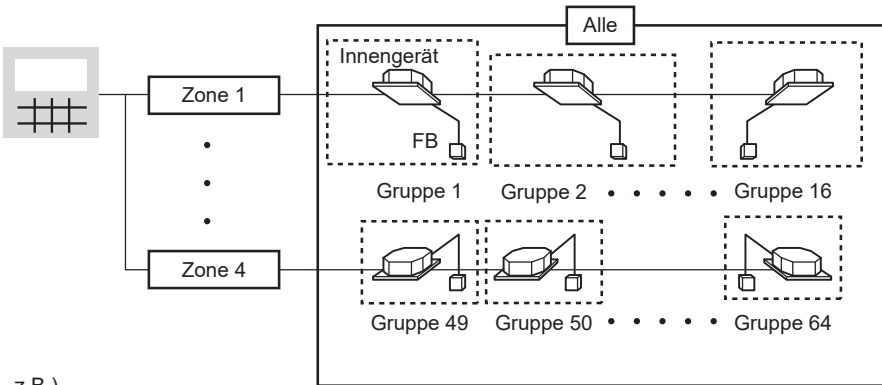 Alle
Innengerät
Zone 1
FB
Gruppe 1
Gruppe 2
Gruppe 16
Zone 4
Gruppe 49
Gruppe 50
Gruppe 64
z.B.)